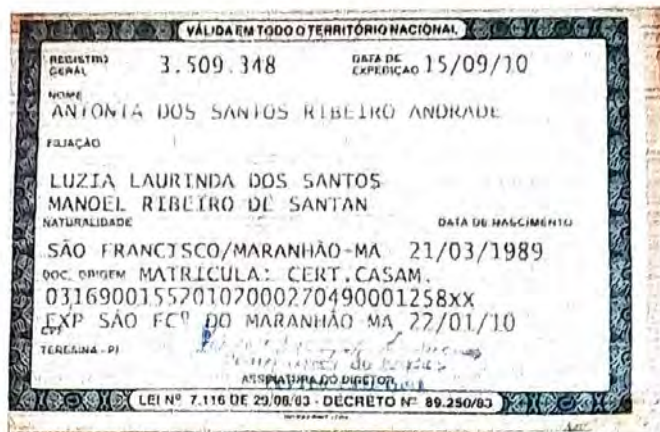 VÁLIDA EM TODO O TERRITÓRIO NACIONAL
REGISTRO GERAL 3.509.348 DATA DE EXPEDIÇÃO 15/09/10
NOME
ANTONIA DOS SANTOS RIBEIRO ANDRADE
FILIAÇÃO
LUZIA LAURINDA DOS SANTOS
MANOEL RIBEIRO DE SANTAN
NATURALIDADE DATA DE NASCIMENTO
SÃO FRANCISCO/MARANHÃO-MA 21/03/1989
DOC. ORIGEM MATRICULA: CERT.CASAM.
031690015520102000270490001258xx
EXP SÃO FCº DO MARANHÃO MA 22/01/10
CPF
TERESINA - PI
ASSINATURA DO DIRETOR
LEI Nº 7.116 DE 29/08/83 - DECRETO Nº 89.250/83